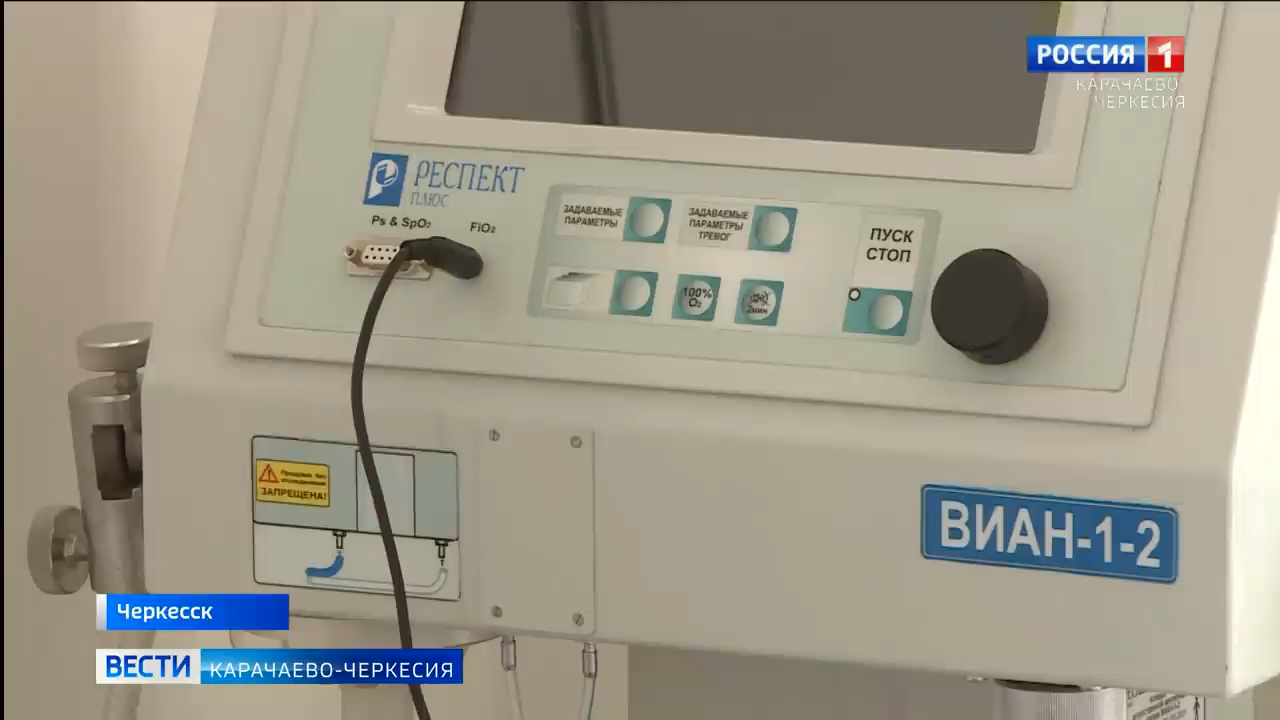 РОССИЯ 1
КАРАЧАЕВО
ЧЕРКЕСИЯ
РЕСПЕКТ
ПЛЮС
Ps & SpO₂
FiO₂
ЗАДАВАЕМЫЕ
ПАРАМЕТРЫ
ЗАДАВАЕМЫЕ
ПАРАМЕТРЫ
ТРЕВОГ
ПУСК
СТОП
100%
O₂
2мин
ЗАПРЕЩЕНА!
ВИАН-1-2
Черкесск
ВЕСТИ КАРАЧАЕВО-ЧЕРКЕСИЯ